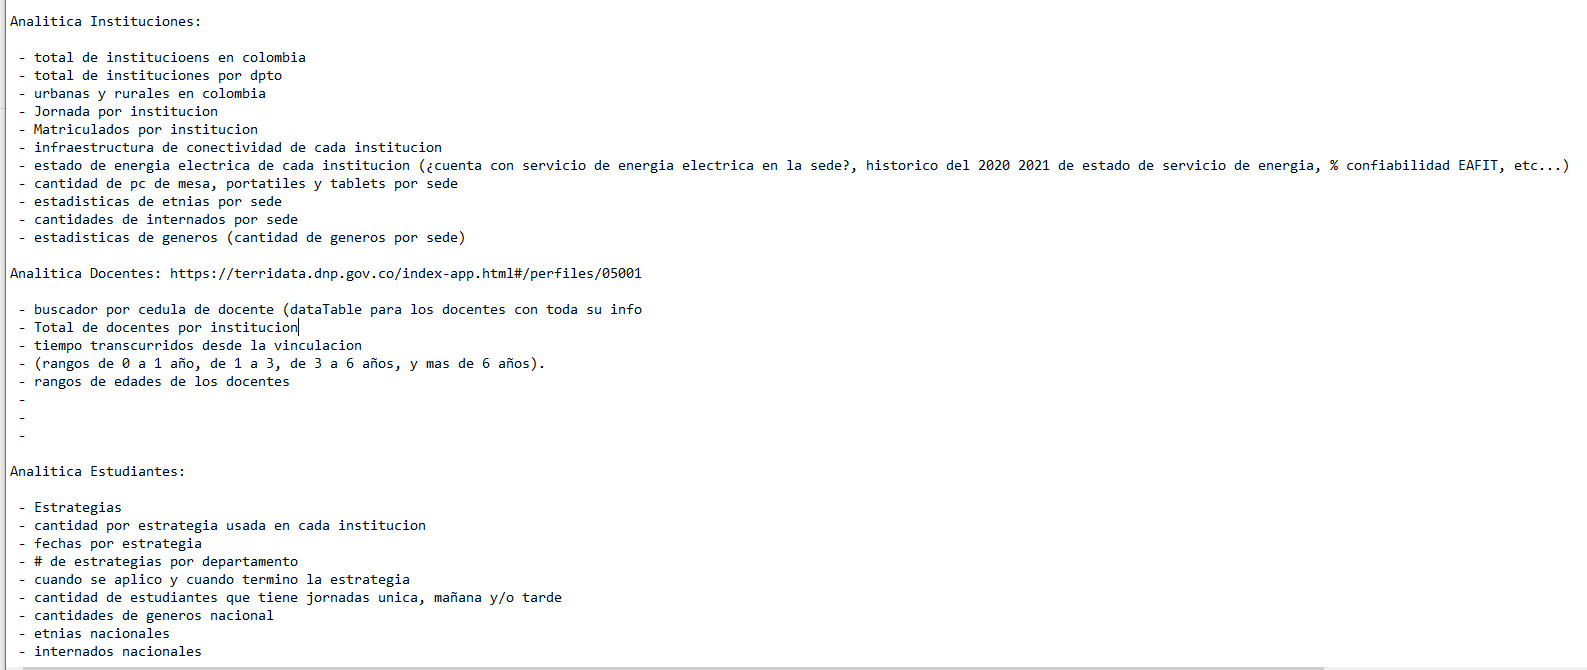 Analitica Instituciones:
- total de institucioens en colombia
- total de instituciones por dpto
- urbanas y rurales en colombia
- Jornada por institucion
- Matriculados por institucion
- infraestructura de conectividad de cada institucion
- estado de energia electrica de cada institucion (¿cuenta con servicio de energia electrica en la sede?, historico del 2020 2021 de estado de servicio de energia, % confiabilidad EAFIT, etc...)
- cantidad de pc de mesa, portatiles y tablets por sede
- estadisticas de etnias por sede
- cantidades de internados por sede
- estadisticas de generos (cantidad de generos por sede)
Analitica Docentes: https://terridata.dnp.gov.co/index-app.html#/perfiles/05001
- buscador por cedula de docente (dataTable para los docentes con toda su info
- Total de docentes por institucion
- tiempo transcurridos desde la vinculacion
- (rangos de 0 a 1 año, de 1 a 3, de 3 a 6 años, y mas de 6 años).
- rangos de edades de los docentes
-
-
-
Analitica Estudiantes:
- Estrategias
- cantidad por estrategia usada en cada institucion
- fechas por estrategia
- # de estrategias por departamento
- cuando se aplico y cuando termino la estrategia
- cantidad de estudiantes que tiene jornadas unica, mañana y/o tarde
- cantidades de generos nacional
- etnias nacionales
- internados nacionales